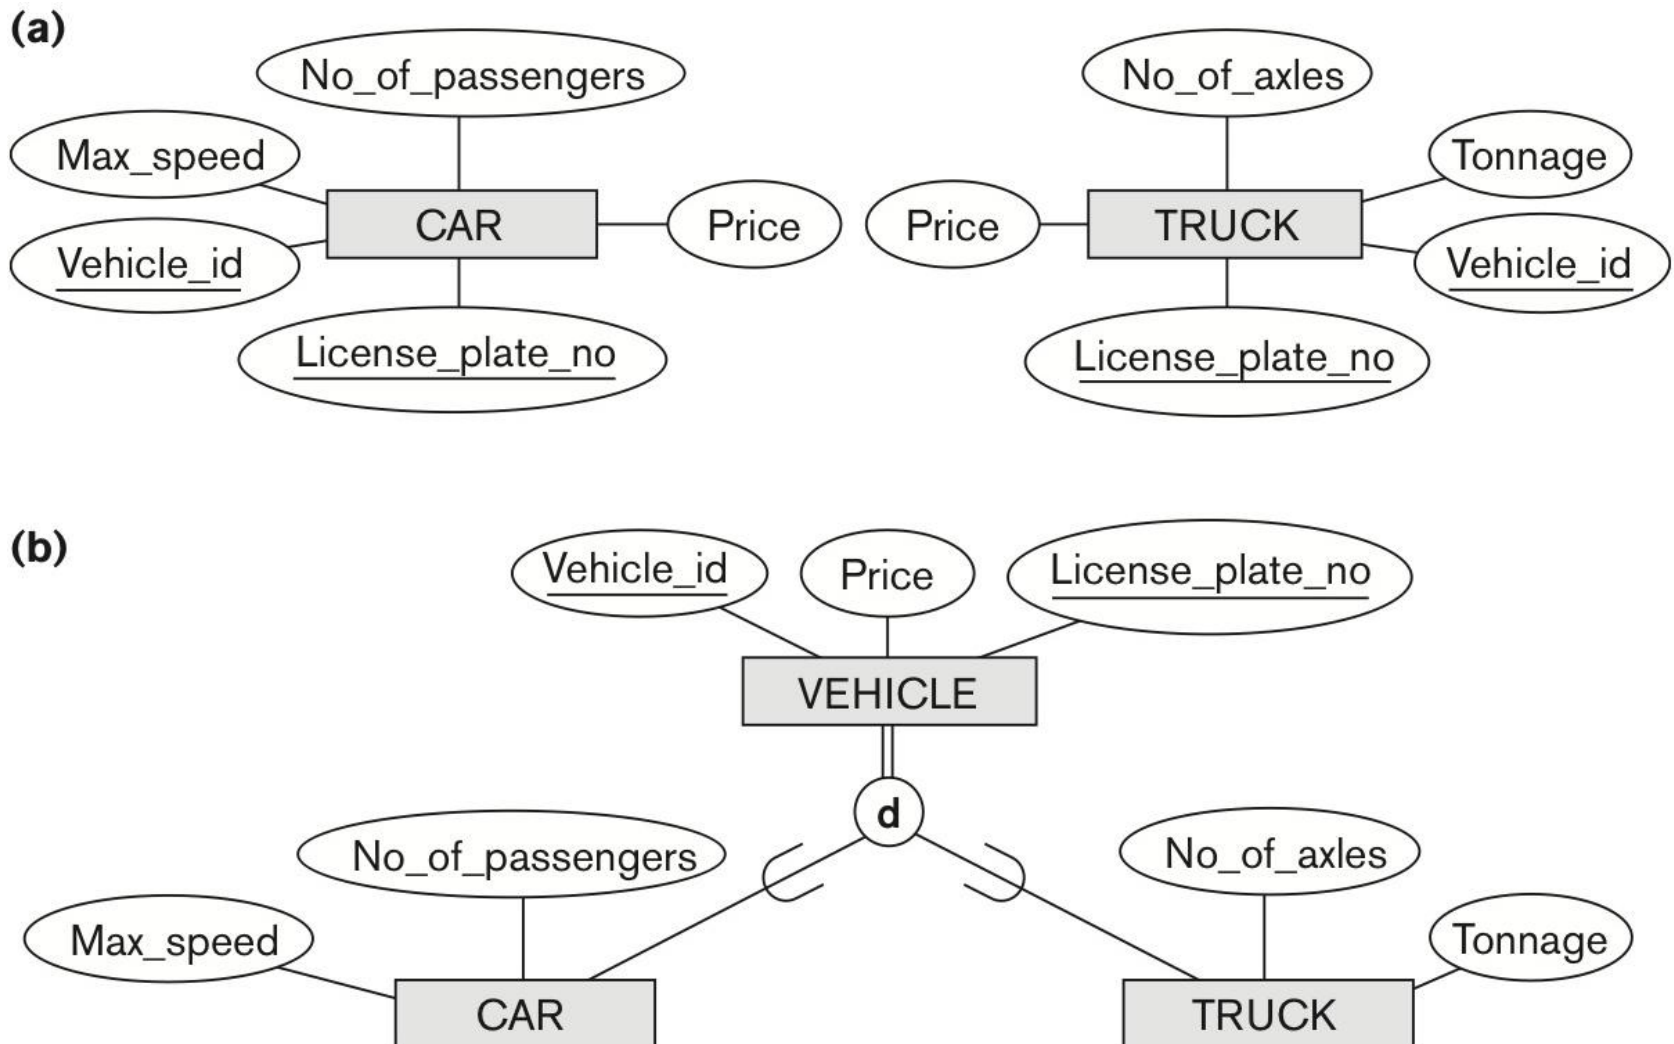 (a)
No_of_passengers
No_of_axles
Max_speed
Tonnage
CAR
Price
Price
TRUCK
Vehicle_id
Vehicle_id
License_plate_no
License_plate_no
(b)
Vehicle_id
Price
License_plate_no
VEHICLE
d
No_of_passengers
No_of_axles
Max_speed
Tonnage
CAR
TRUCK